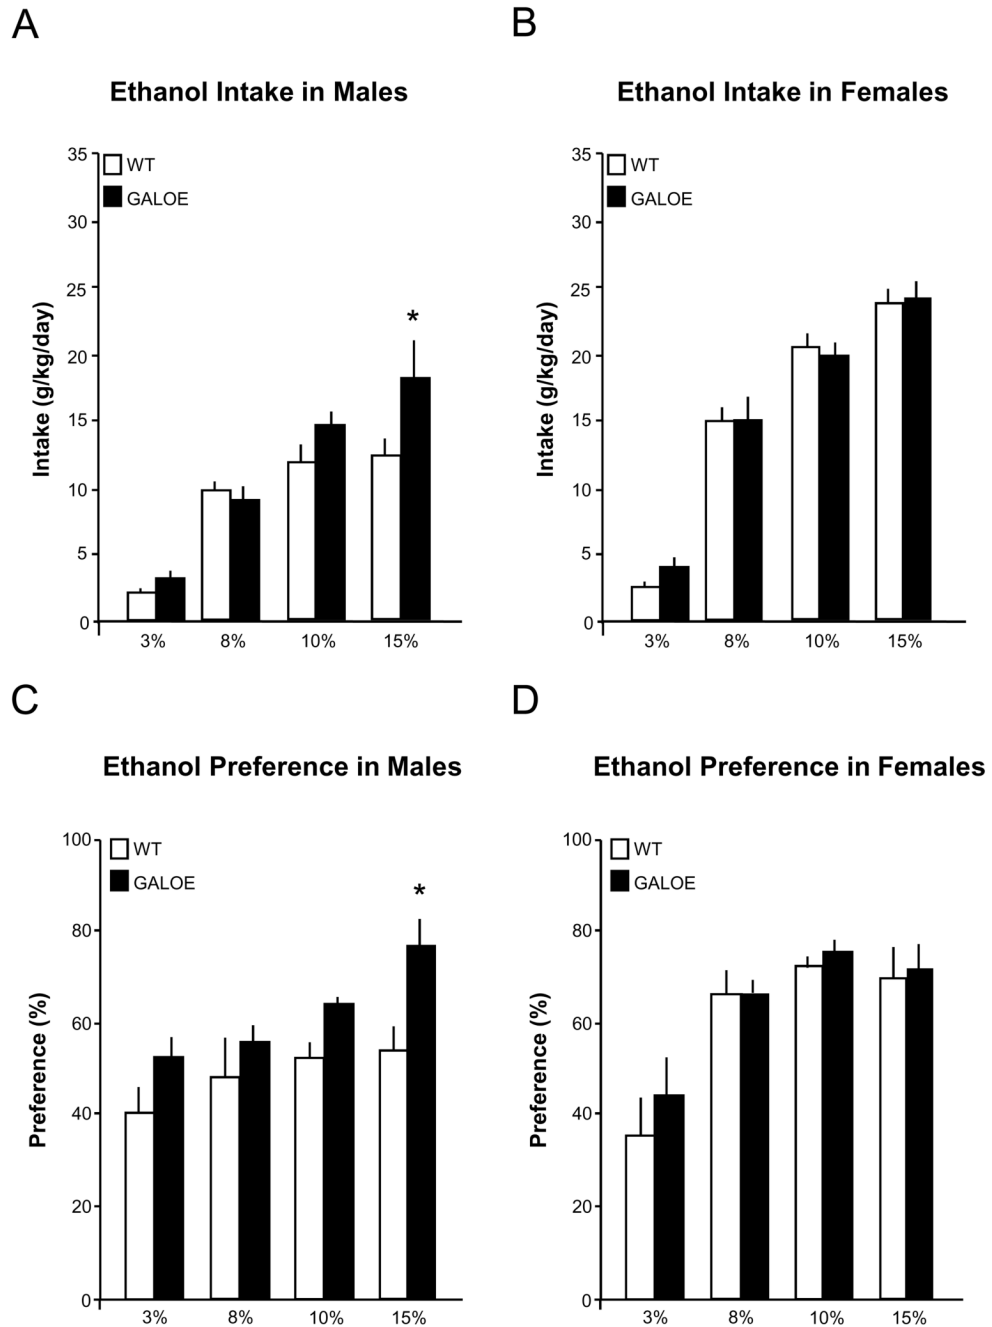 A
Ethanol Intake in Males
WT
GALOE
Intake (g/kg/day)
35
30
25
20
15
10
5
0
*
3% 8% 10% 15%
B
Ethanol Intake in Females
WT
GALOE
Intake (g/kg/day)
35
30
25
20
15
10
5
0
3% 8% 10% 15%
C
Ethanol Preference in Males
WT
GALOE
Preference (%)
100
80
60
40
20
0
*
3% 8% 10% 15%
D
Ethanol Preference in Females
WT
GALOE
Preference (%)
100
80
60
40
20
0
3% 8% 10% 15%